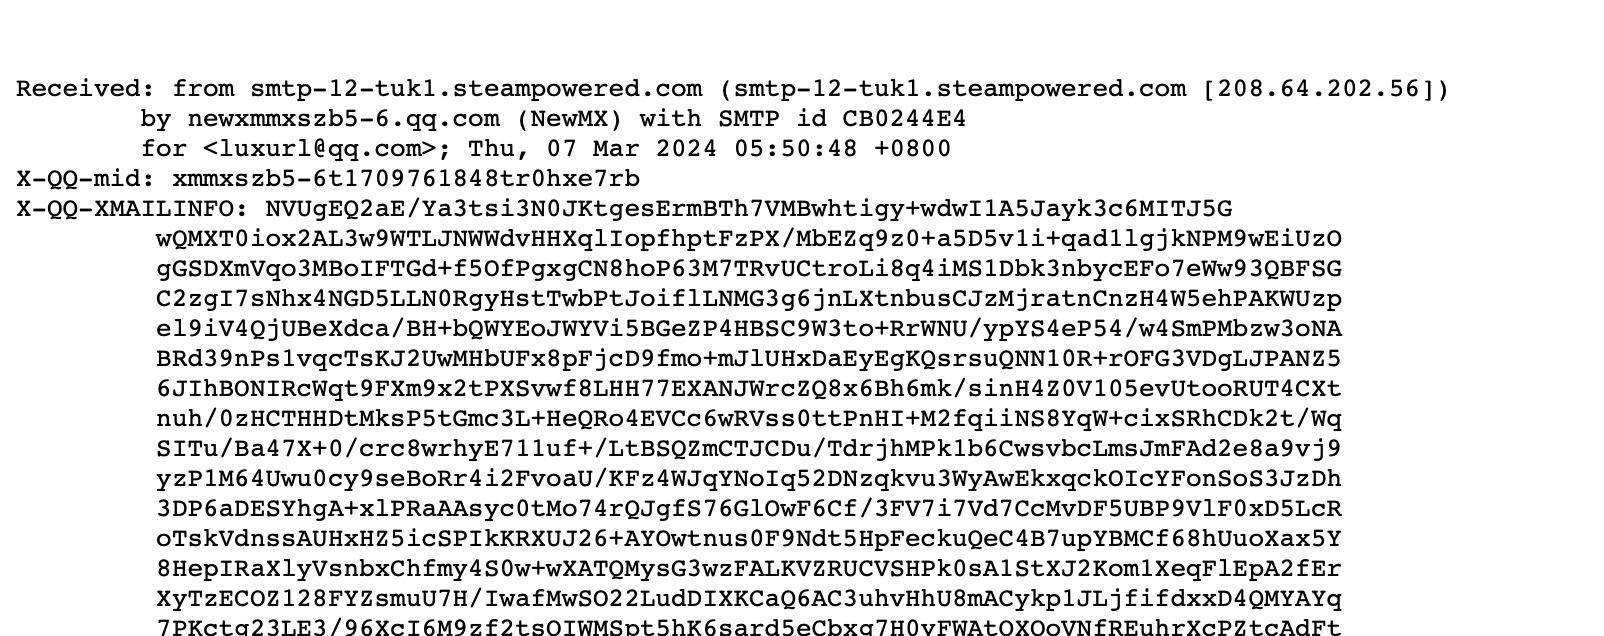 Received: from smtp-12-tuk1.steampowered.com (smtp-12-tuk1.steampowered.com [208.64.202.56])
by newxmmxszb5-6.qq.com (NewMX) with SMTP id CB0244E4
for <luxurl@qq.com>; Thu, 07 Mar 2024 05:50:48 +0800
X-QQ-mid: xmmxszb5-6t1709761848tr0hxe7rb
X-QQ-XMAILINFO: NVUgEQ2aE/Ya3tsi3N0JKtgesErmBTh7VMBwhtigy+wdwI1A5Jayk3c6MITJ5G
wQMXT0iox2AL3w9WTLJNWWdvHHXqlIopfhptFzPX/MbEZq9z0+a5D5v1i+qad1lgjkNPM9wEiUzO
gGSDXmVqo3MBoIFTGd+f5OfPgxgCN8hoP63M7TRvUCtroLi8q4iMS1Dbk3nbycEFo7eWw93QBFSG
C2zgI7sNhx4NGD5LLN0RgyHstTwbPtJoiflLNMG3g6jnLXtnbusCJzMjratnCnzH4W5ehPAKWUzp
el9iV4QjUBeXdca/BH+bQWYEoJWYVi5BGeZP4HBSC9W3to+RrWNU/ypYS4eP54/w4SmPMbzw3oNA
BRd39nPs1vqcTsKJ2UwMHbUFx8pFjcD9fmo+mJlUHxDaEyEgKQsrsuQNN10R+rOFG3VDgLJPANZ5
6JIhBONIRcWqt9FXm9x2tPXSvwf8LHH77EXANJWrcZQ8x6Bh6mk/sinH4Z0V105evUtooRUT4CXt
nuh/0zHCTHHDtMksP5tGmc3L+HeQRo4EVCc6wRVss0ttPnHI+M2fqiiNS8YqW+cixSRhCDk2t/Wq
SITu/Ba47X+0/crc8wrhyE711uf+/LtBSQZmCTJCDu/TdrjhMPk1b6CwsvbcLmsJmFAd2e8a9vj9
yzP1M64Uwu0cy9seBoRr4i2FvoaU/KFz4WJqYNoIq52DNzqkvu3WyAwEkxqckOIcYFonSoS3JzDh
3DP6aDESYhgA+xlPRaAAsyc0tMo74rQJgfS76GlOwF6Cf/3FV7i7Vd7CcMvDF5UBP9VlF0xD5LcR
oTskVdnssAUHxHZ5icSPIkKRXUJ26+AYOwtnus0F9Ndt5HpFeckuQeC4B7upYBMCf68hUuoXax5Y
8HepIRaXlyVsnbxChfmy4S0w+wXATQMysG3wzFALKVZRUCVSHPk0sA1StXJ2Kom1XeqFlEpA2fEr
XyTzECOZ128FYZsmuU7H/IwafMwSO22LudDIXKCaQ6AC3uhvHhU8mACykp1JLjfifdxxD4QMYAYq